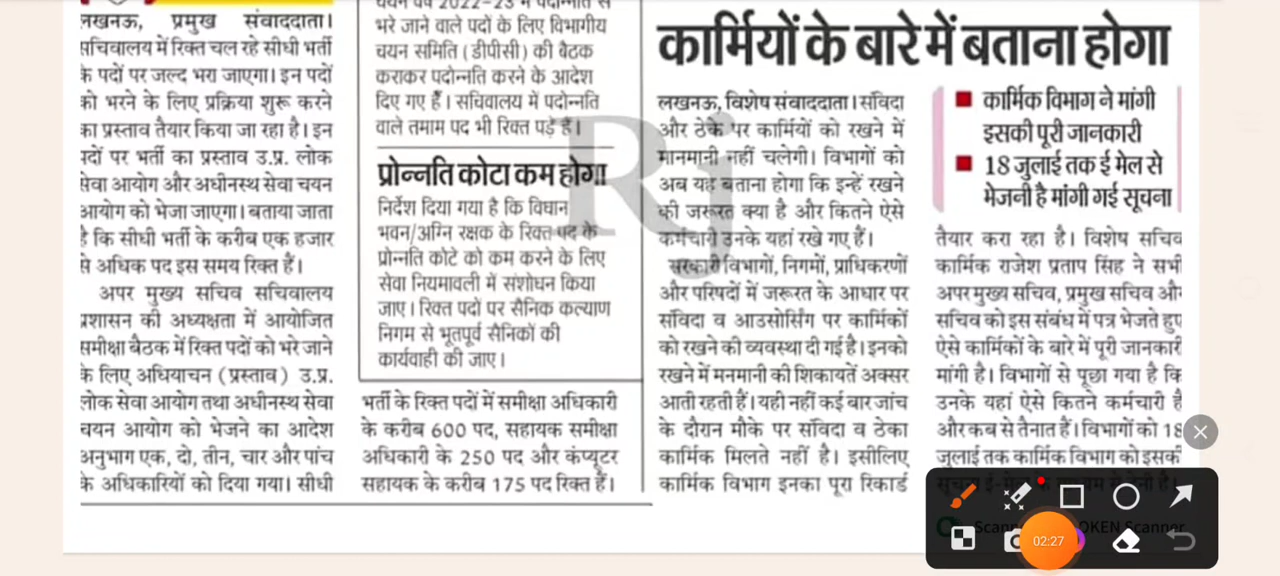 लखनऊ, प्रमुख संवाददाता।
सचिवालय में रिक्त चल रहे सीधी भर्ती
के पदों पर जल्द भरा जाएगा। इन पदों
को भरने के लिए प्रक्रिया शुरू करने
का प्रस्ताव तैयार किया जा रहा है। इन
पदों पर भर्ती का प्रस्ताव उ.प्र. लोक
सेवा आयोग और अधीनस्थ सेवा चयन
आयोग को भेजा जाएगा। बताया जाता
है कि सीधी भर्ती के करीब एक हजार
से अधिक पद इस समय रिक्त हैं।
अपर मुख्य सचिव सचिवालय
प्रशासन की अध्यक्षता में आयोजित
समीक्षा बैठक में रिक्त पदों को भरे जाने
के लिए अधियाचन (प्रस्ताव) उ.प्र.
लोक सेवा आयोग तथा अधीनस्थ सेवा
चयन आयोग को भेजने का आदेश
अनुभाग एक, दो, तीन, चार और पांच
के अधिकारियों को दिया गया। सीधी
चयन वर्ष 2022-23 में पदोन्नति से
भरे जाने वाले पदों के लिए विभागीय
चयन समिति (डीपीसी) की बैठक
कराकर पदोन्नति करने के आदेश
दिए गए हैं। सचिवालय में पदोन्नति
वाले तमाम पद भी रिक्त पड़े हैं।
प्रोन्नति कोटा कम होगा
निर्देश दिया गया है कि विधान
भवन/अग्नि रक्षक के रिक्त पद के
प्रोन्नति कोटे को कम करने के लिए
सेवा नियमावली में संशोधन किया
जाए। रिक्त पदों पर सैनिक कल्याण
निगम से भूतपूर्व सैनिकों की
कार्यवाही की जाए।
भर्ती के रिक्त पदों में समीक्षा अधिकारी
के करीब 600 पद, सहायक समीक्षा
अधिकारी के 250 पद और कंप्यूटर
सहायक के करीब 175 पद रिक्त हैं।
Rj
कार्मियों के बारे में बताना होगा
लखनऊ, विशेष संवाददाता। संविदा
और ठेके पर कार्मियों को रखने में
मानमानी नहीं चलेगी। विभागों को
अब यह बताना होगा कि इन्हें रखने
की जरूरत क्या है और कितने ऐसे
कर्मचारी उनके यहां रखे गए हैं।
सरकारी विभागों, निगमों, प्राधिकरणों
और परिषदों में जरूरत के आधार पर
संविदा व आउसोर्सिंग पर कार्मिकों
को रखने की व्यवस्था दी गई है। इनको
रखने में मनमानी की शिकायतें अक्सर
आती रहती हैं। यही नहीं कई बार जांच
के दौरान मौके पर संविदा व ठेका
कार्मिक मिलते नहीं है। इसीलिए
कार्मिक विभाग इनका पूरा रिकार्ड
कार्मिक विभाग ने मांगी
इसकी पूरी जानकारी
18 जुलाई तक ई मेल से
भेजनी है मांगी गई सूचना
तैयार करा रहा है। विशेष सचिव
कार्मिक राजेश प्रताप सिंह ने सभी
अपर मुख्य सचिव, प्रमुख सचिव और
सचिव को इस संबंध में पत्र भेजते हुए
ऐसे कार्मिकों के बारे में पूरी जानकारी
मांगी है। विभागों से पूछा गया है कि
उनके यहां ऐसे कितने कर्मचारी हैं
और कब से तैनात हैं। विभागों को 18
जुलाई तक कार्मिक विभाग को इसकी
Scanner
02:27